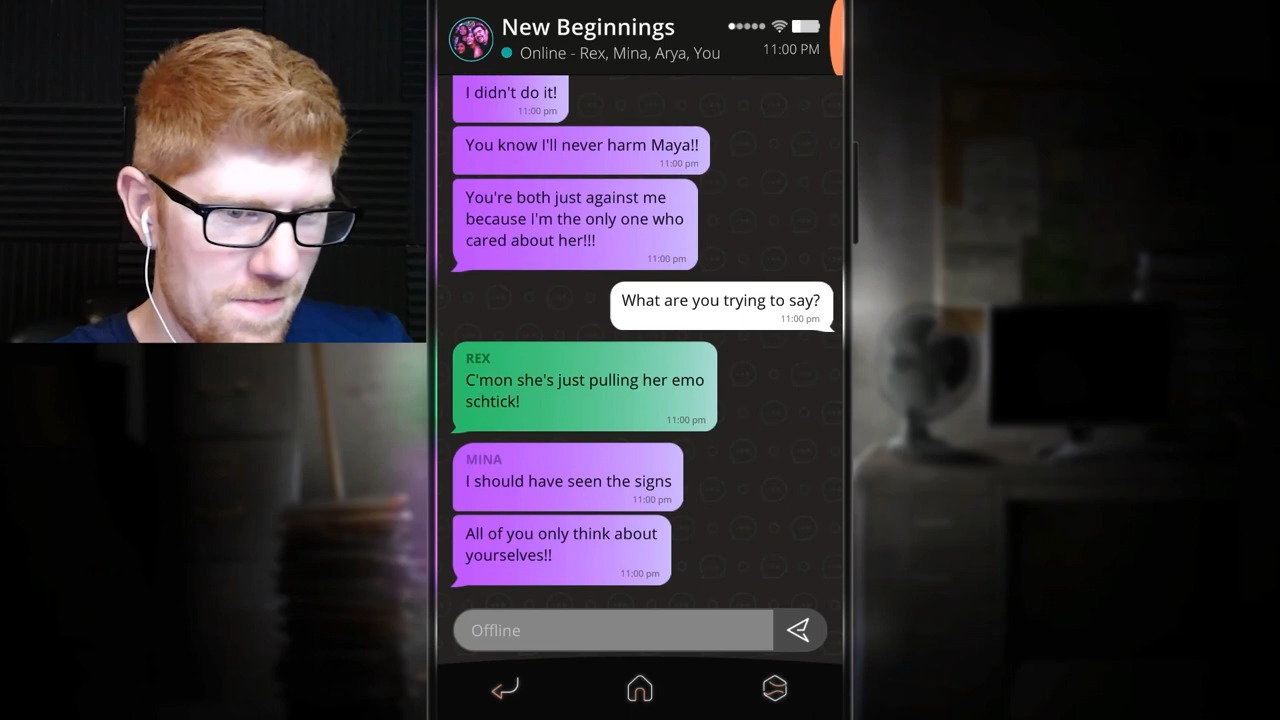 New Beginnings
Online - Rex, Mina, Arya, You
11:00 PM
I didn't do it!
11:00 pm
You know I'll never harm Maya!!
11:00 pm
You're both just against me
because I'm the only one who
cared about her!!!
11:00 pm
What are you trying to say?
11:00 pm
REX
C'mon she's just pulling her emo
schtick!
11:00 pm
MINA
I should have seen the signs
11:00 pm
All of you only think about
yourselves!!
11:00 pm
Offline